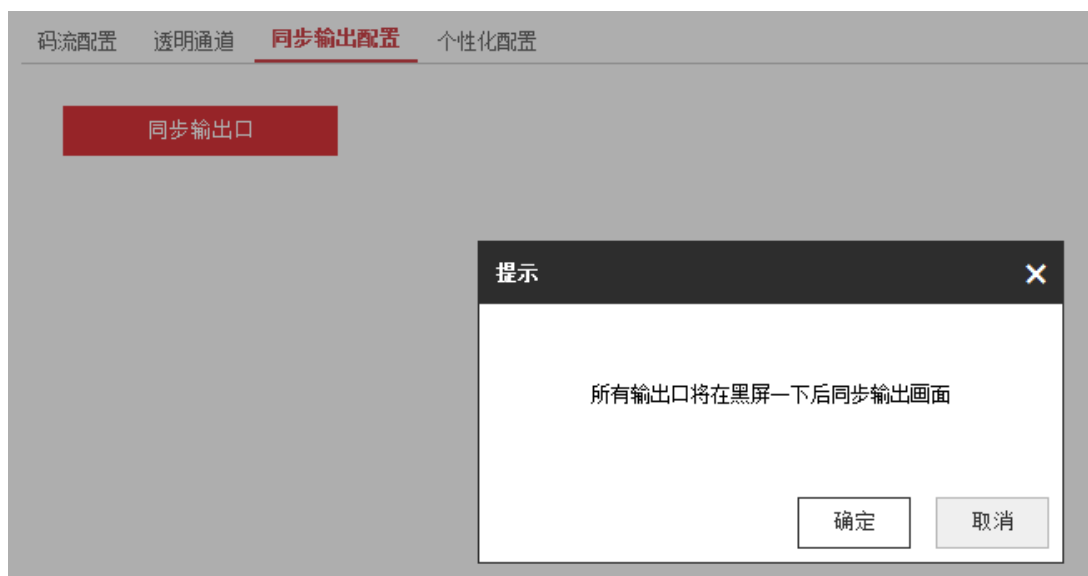 码流配置 透明通道 同步输出配置 个性化配置
同步输出口
提示
所有输出口将在黑屏一下后同步输出画面
确定 取消